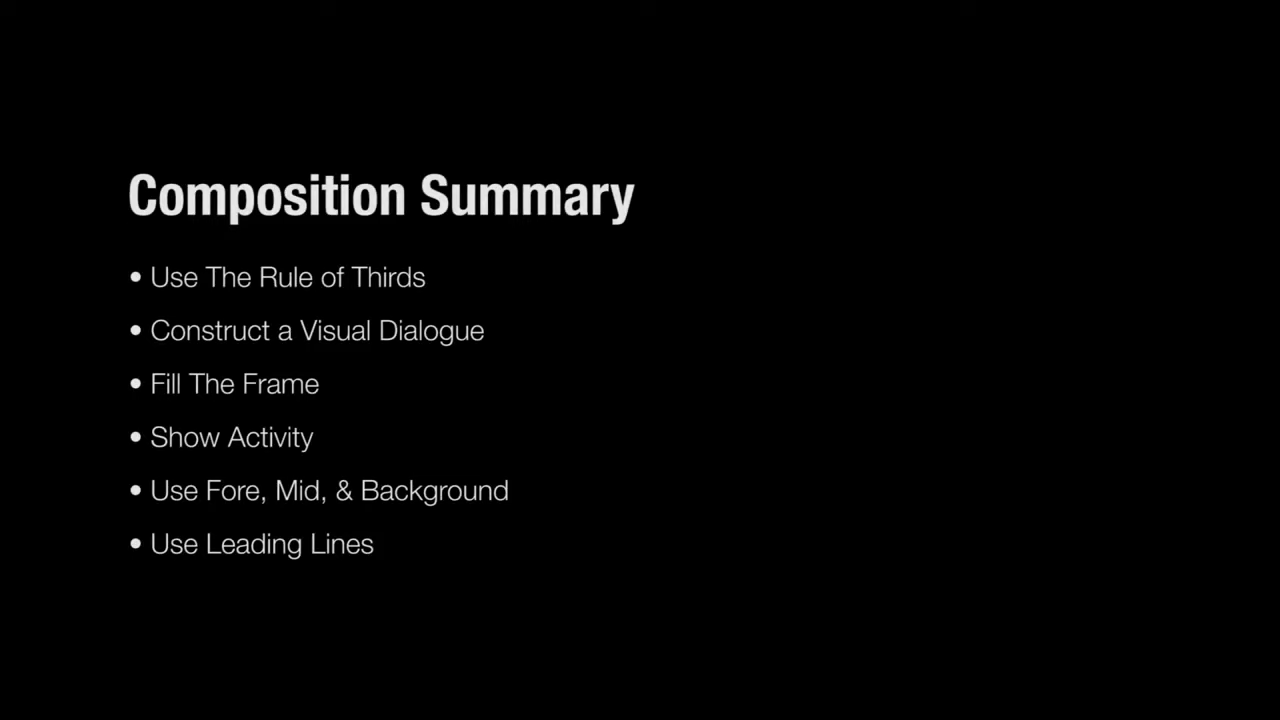 Composition Summary
• Use The Rule of Thirds
• Construct a Visual Dialogue
• Fill The Frame
• Show Activity
• Use Fore, Mid, & Background
• Use Leading Lines